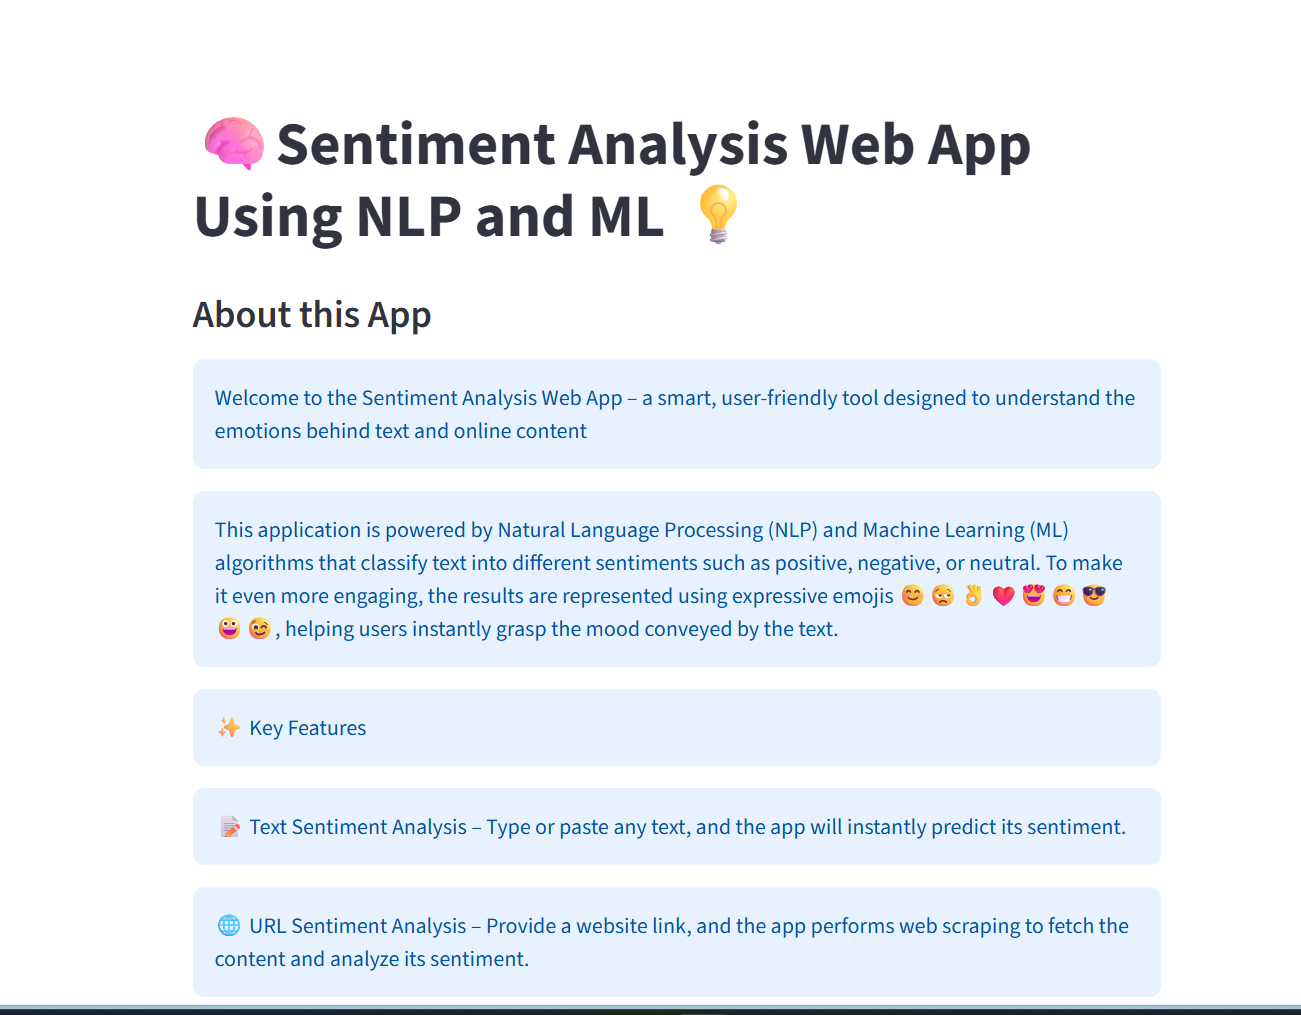 🧠 Sentiment Analysis Web App
Using NLP and ML 💡
About this App
Welcome to the Sentiment Analysis Web App – a smart, user-friendly tool designed to understand the
emotions behind text and online content
This application is powered by Natural Language Processing (NLP) and Machine Learning (ML)
algorithms that classify text into different sentiments such as positive, negative, or neutral. To make
it even more engaging, the results are represented using expressive emojis 😊 😟 👌 ❤️ 😍 😁 😎
😀 😉 , helping users instantly grasp the mood conveyed by the text.
✨ Key Features
📝 Text Sentiment Analysis – Type or paste any text, and the app will instantly predict its sentiment.
🌐 URL Sentiment Analysis – Provide a website link, and the app performs web scraping to fetch the
content and analyze its sentiment.